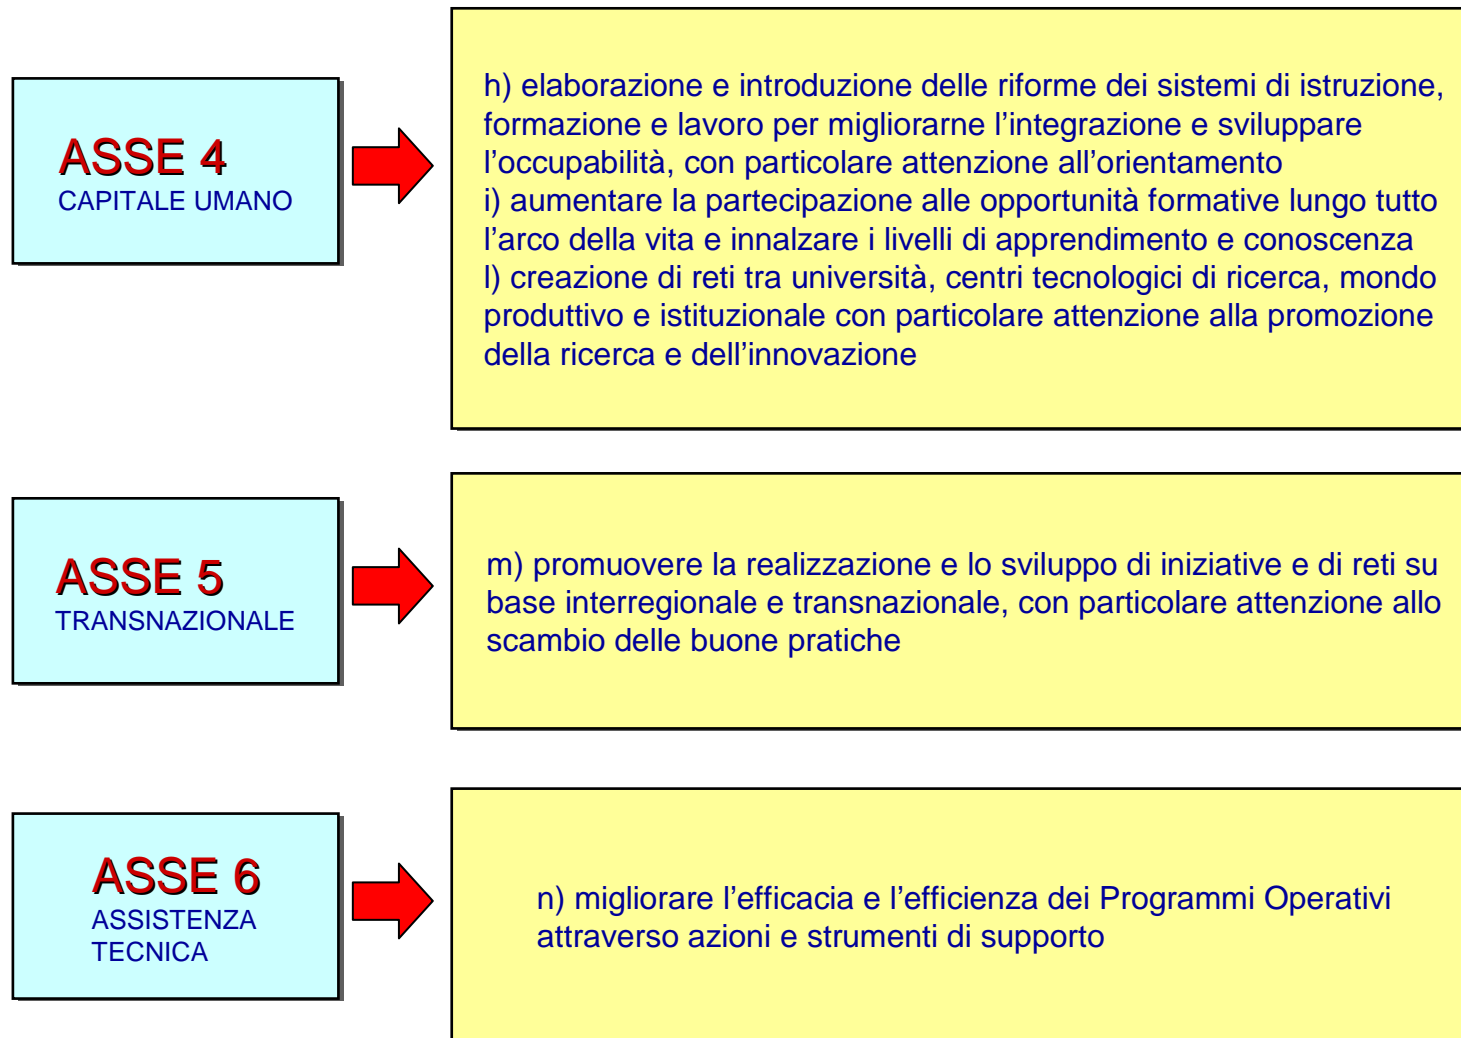 ASSE 4
CAPITALE UMANO
h) elaborazione e introduzione delle riforme dei sistemi di istruzione,
formazione e lavoro per migliorarne l’integrazione e sviluppare
l’occupabilità, con particolare attenzione all’orientamento
i) aumentare la partecipazione alle opportunità formative lungo tutto
l’arco della vita e innalzare i livelli di apprendimento e conoscenza
l) creazione di reti tra università, centri tecnologici di ricerca, mondo
produttivo e istituzionale con particolare attenzione alla promozione
della ricerca e dell’innovazione
ASSE 5
TRANSNAZIONALE
m) promuovere la realizzazione e lo sviluppo di iniziative e di reti su
base interregionale e transnazionale, con particolare attenzione allo
scambio delle buone pratiche
ASSE 6
ASSISTENZA
TECNICA
n) migliorare l’efficacia e l’efficienza dei Programmi Operativi
attraverso azioni e strumenti di supporto